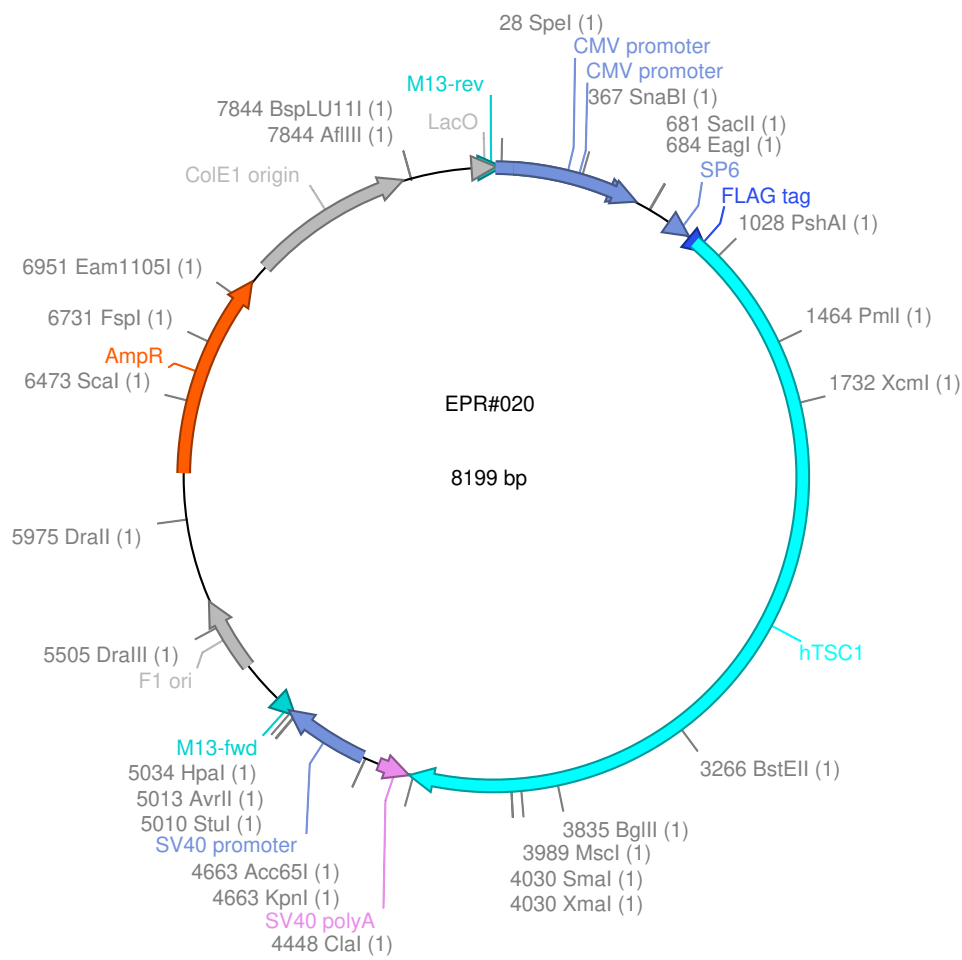 28 SpeI (1)
CMV promoter
CMV promoter
M13-rev
367 SnaBI (1)
7844 BspLU11I (1)
LacO
681 SacII (1)
7844 AflIII (1)
684 EagI (1)
SP6
ColE1 origin
FLAG tag
1028 PshAI (1)
6951 Eam1105I (1)
6731 FspI (1)
1464 PmlI (1)
AmpR
6473 ScaI (1)
1732 XcmI (1)
EPR#020
8199 bp
5975 DraII (1)
5505 DraIII (1)
hTSC1
F1 ori
M13-fwd
5034 HpaI (1)
3266 BstEII (1)
5013 AvrII (1)
5010 StuI (1)
3835 BglII (1)
SV40 promoter
3989 MscI (1)
4663 Acc65I (1)
4030 SmaI (1)
4663 KpnI (1)
4030 XmaI (1)
SV40 polyA
4448 ClaI (1)